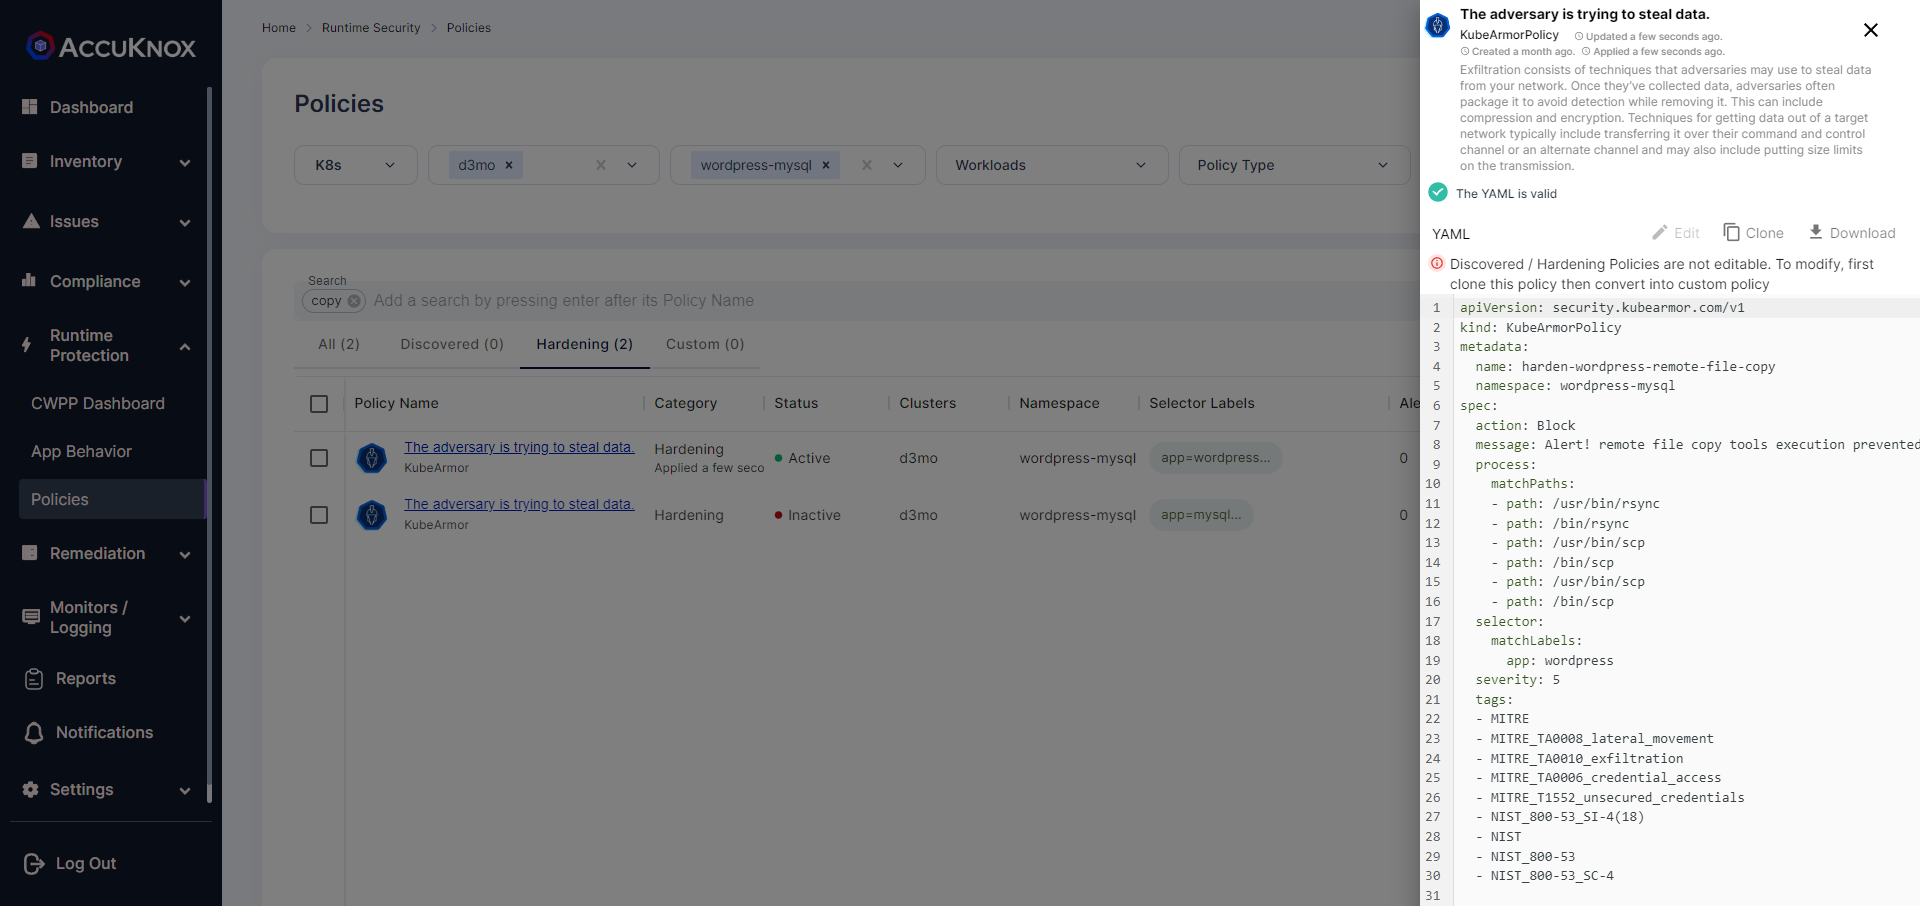 ACCUKNOX
Dashboard
Inventory
Issues
Compliance
Runtime
Protection
CWPP Dashboard
App Behavior
Policies
Remediation
Monitors /
Logging
Reports
Notifications
Settings
Log Out
Home > Runtime Security > Policies
Policies
K8s d3mo × wordpress-mysql × Workloads Policy Type
Search
copy Add a search by pressing enter after its Policy Name
All (2) Discovered (0) Hardening (2) Custom (0)
Policy Name Category Status Clusters Namespace Selector Labels Ale
The adversary is trying to steal data. Hardening Active d3mo wordpress-mysql app=wordpress... 0
KubeArmor Applied a few seco
The adversary is trying to steal data. Hardening Inactive d3mo wordpress-mysql app=mysql... 0
KubeArmor
The adversary is trying to steal data.
KubeArmorPolicy Updated a few seconds ago.
Created a month ago. Applied a few seconds ago.
Exfiltration consists of techniques that adversaries may use to steal data
from your network. Once they've collected data, adversaries often
package it to avoid detection while removing it. This can include
compression and encryption. Techniques for getting data out of a target
network typically include transferring it over their command and control
channel or an alternate channel and may also include putting size limits
on the transmission.
The YAML is valid
YAML Edit Clone Download
Discovered / Hardening Policies are not editable. To modify, first
clone this policy then convert into custom policy
1 apiVersion: security.kubearmor.com/v1
2 kind: KubeArmorPolicy
3 metadata:
4 name: harden-wordpress-remote-file-copy
5 namespace: wordpress-mysql
6 spec:
7 action: Block
8 message: Alert! remote file copy tools execution prevented
9 process:
10 matchPaths:
11 - path: /usr/bin/rsync
12 - path: /bin/rsync
13 - path: /usr/bin/scp
14 - path: /bin/scp
15 - path: /usr/bin/scp
16 - path: /bin/scp
17 selector:
18 matchLabels:
19 app: wordpress
20 severity: 5
21 tags:
22 - MITRE
23 - MITRE_TA0008_lateral_movement
24 - MITRE_TA0010_exfiltration
25 - MITRE_TA0006_credential_access
26 - MITRE_T1552_unsecured_credentials
27 - NIST_800-53_SI-4(18)
28 - NIST
29 - NIST_800-53
30 - NIST_800-53_SC-4
31